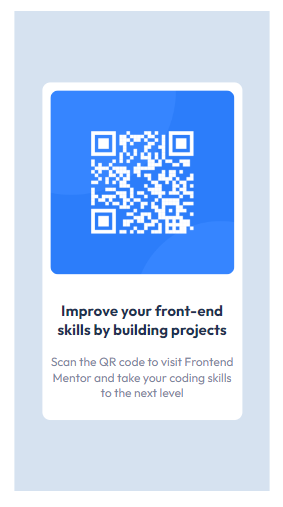 Improve your front-end
skills by building projects
Scan the QR code to visit Frontend
Mentor and take your coding skills
to the next level